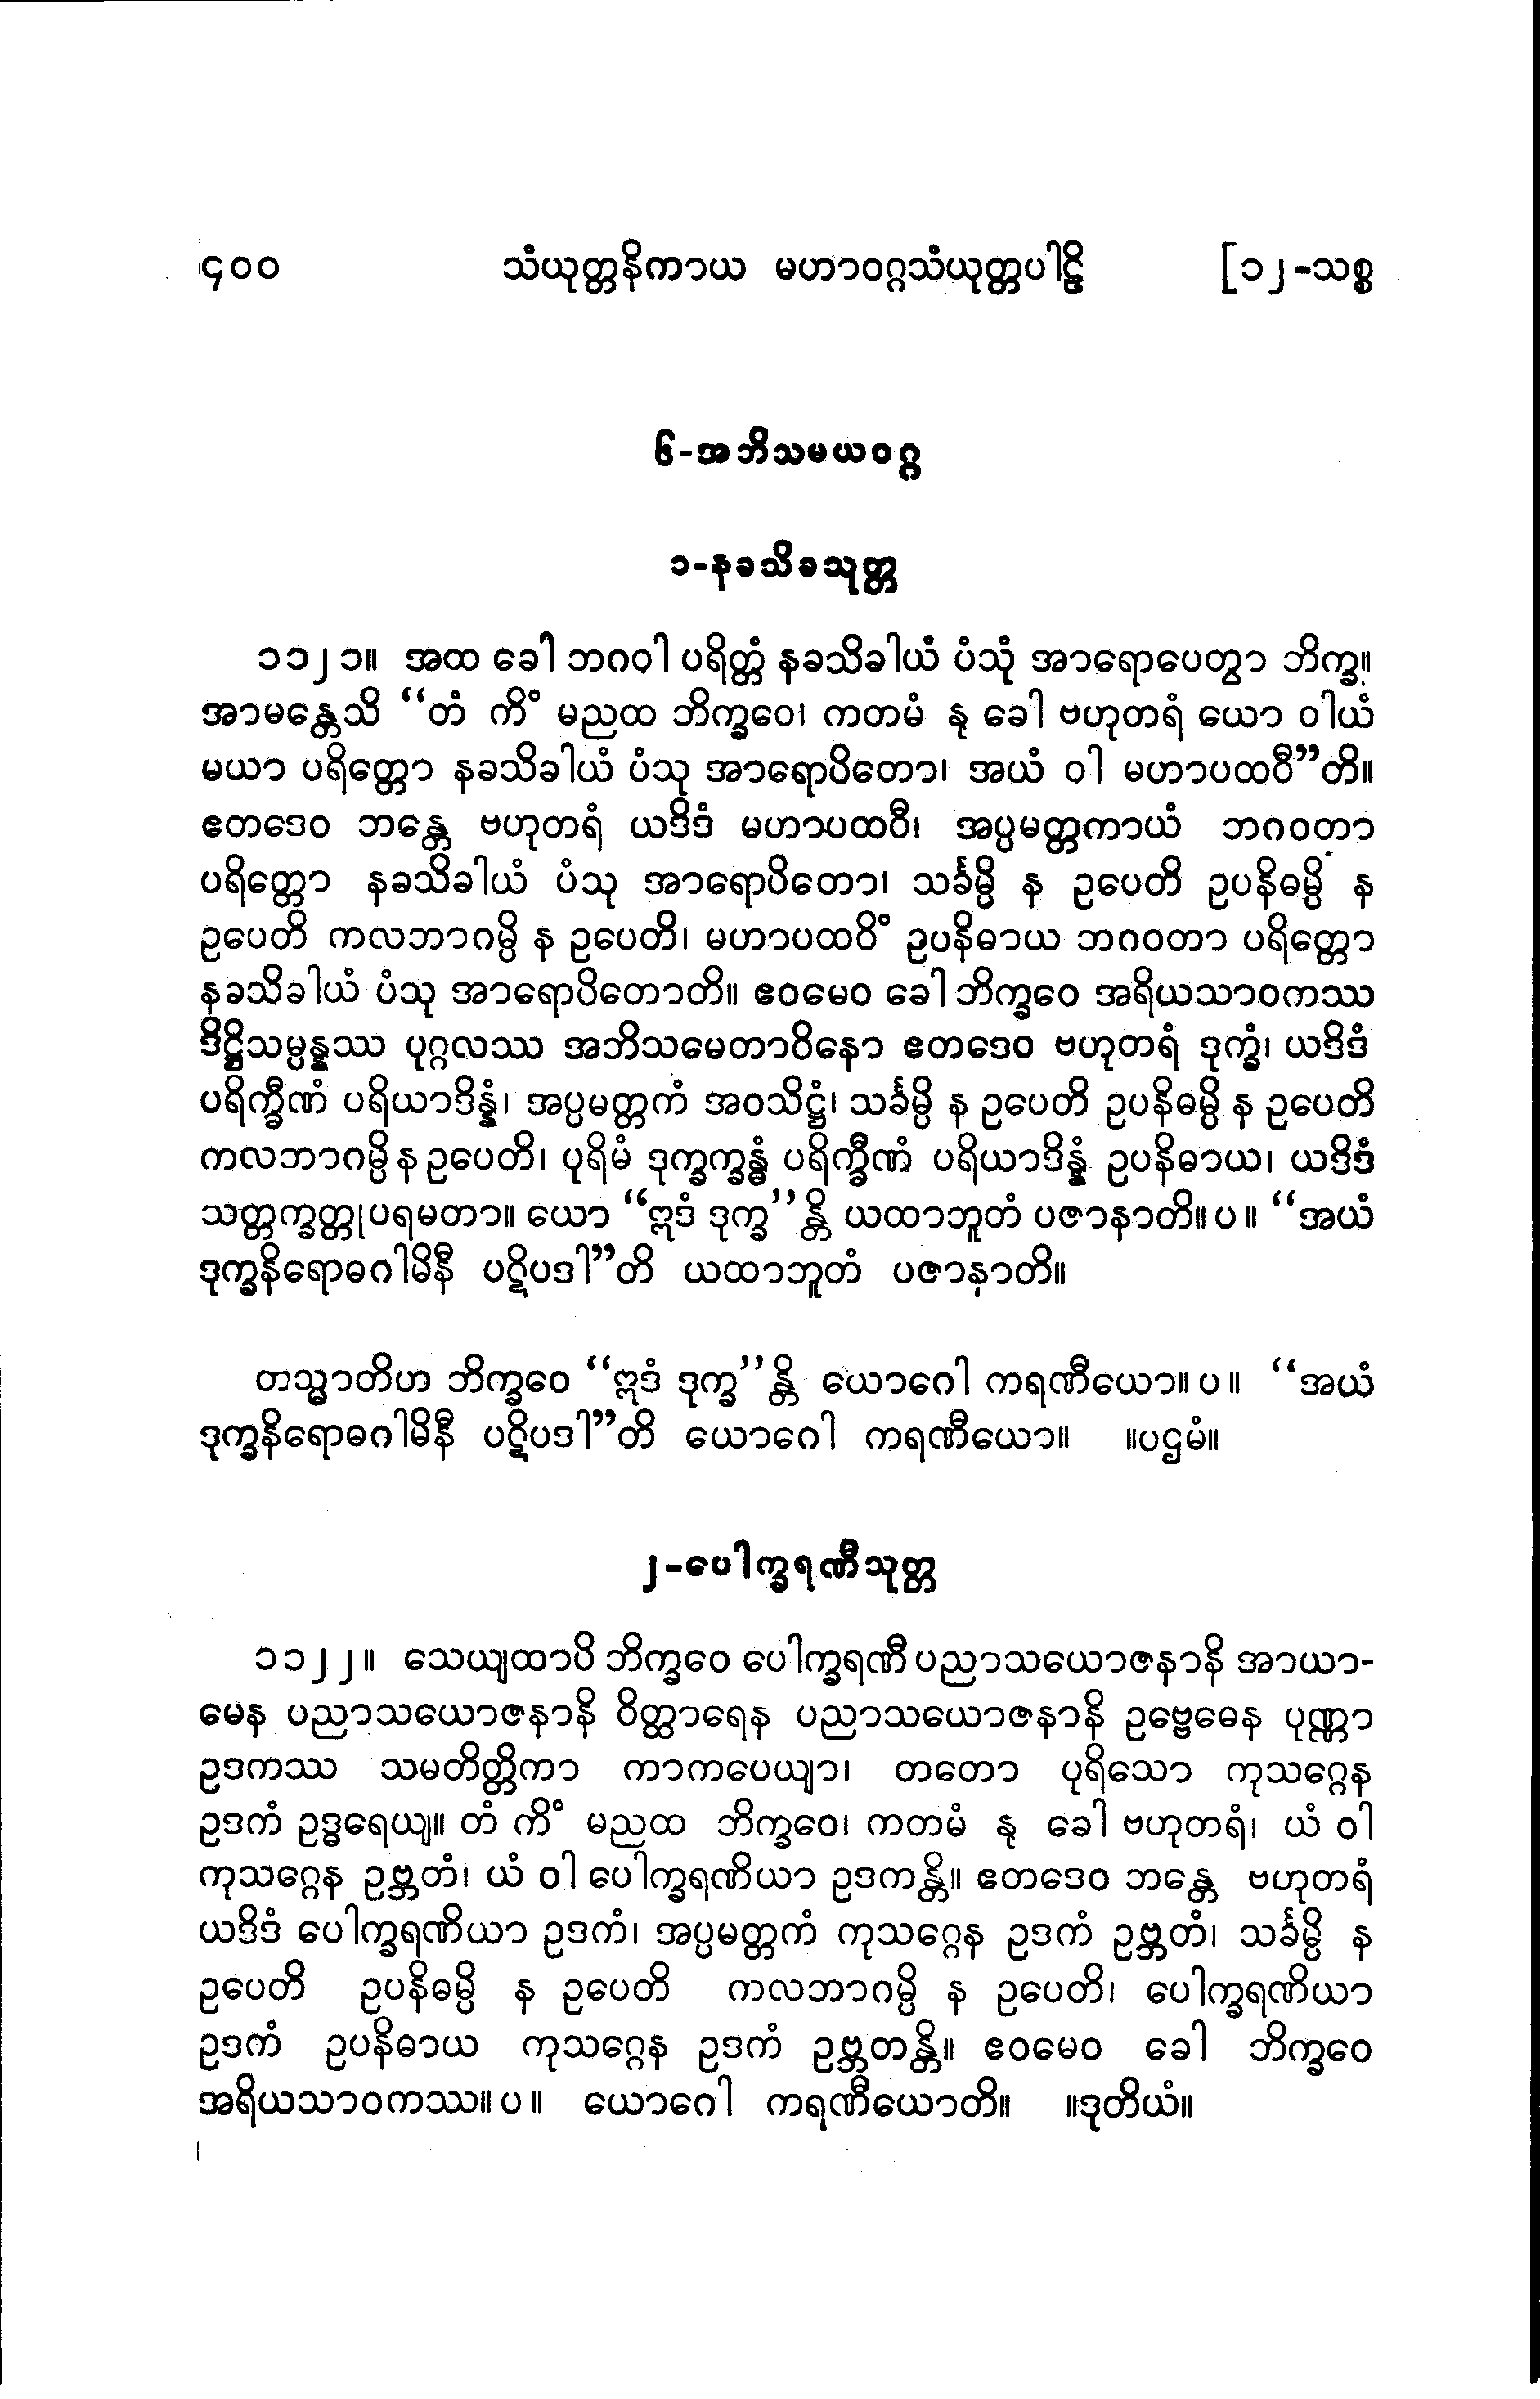 ၄၀၀ သံယုတ္တနိကာယ မဟာဝဂ္ဂသံယုတ္တပါဠိ [၁၂-သစ္စ
၆-အဘိသမယဝဂ္ဂ
၁-နခသိခသုတ္တ
၁၁၂၁။ အထ ခေါ ဘဂဝါ ပရိတ္တံ နခသိခါယံ ပံသုံ အာရောပေတွာ ဘိက္ခူ
အာမန္တေသိ “တံ ကိံ မညထ ဘိက္ခဝေ၊ ကတမံ နု ခေါ ဗဟုတရံ ယော ဝါယံ
မယာ ပရိတ္တော နခသိခါယံ ပံသု အာရောပိတော၊ အယံ ဝါ မဟာပထဝီ”တိ။
ဧတဒေဝ ဘန္တေ ဗဟုတရံ ယဒိဒံ မဟာပထဝီ၊ အပ္ပမတ္တကာယံ ဘဂဝတာ
ပရိတ္တော နခသိခါယံ ပံသု အာရောပိတော၊ သင်္ခမ္ပိ န ဥပေတိ ဥပနိဓမ္ပိ န
ဥပေတိ ကလဘာဂမ္ပိ န ဥပေတိ၊ မဟာပထဝိံ ဥပနိဓာယ ဘဂဝတာ ပရိတ္တော
နခသိခါယံ ပံသု အာရောပိတောတိ။ ဧဝမေဝ ခေါ ဘိက္ခဝေ အရိယသာဝကဿ
ဒိဋ္ဌိသမ္ပန္နဿ ပုဂ္ဂလဿ အဘိသမေတာဝိနော ဧတဒေဝ ဗဟုတရံ ဒုက္ခံ၊ ယဒိဒံ
ပရိက္ခီဏံ ပရိယာဒိန္နံ၊ အပ္ပမတ္တကံ အဝသိဋ္ဌံ၊ သင်္ခမ္ပိ န ဥပေတိ ဥပနိဓမ္ပိ န ဥပေတိ
ကလဘာဂမ္ပိ န ဥပေတိ၊ ပုရိမံ ဒုက္ခက္ခန္ဓံ ပရိက္ခီဏံ ပရိယာဒိန္နံ ဥပနိဓာယ၊ ယဒိဒံ
သတ္တက္ခတ္တုပရမတာ။ ယော “ဣဒံ ဒုက္ခ”န္တိ ယထာဘူတံ ပဇာနာတိ။ ပ။ “အယံ
ဒုက္ခနိရောဓဂါမိနီ ပဋိပဒါ”တိ ယထာဘူတံ ပဇာနာတိ။
တသ္မာတိဟ ဘိက္ခဝေ “ဣဒံ ဒုက္ခ”န္တိ ယောဂေါ ကရဏီယော။ ပ။ “အယံ
ဒုက္ခနိရောဓဂါမိနီ ပဋိပဒါ”တိ ယောဂေါ ကရဏီယော။ ။ပဌမံ။
၂-ပေါက္ခရဏီသုတ္တ
၁၁၂၂။ သေယျထာပိ ဘိက္ခဝေ ပေါက္ခရဏီ ပညာသယောဇနာနိ အာယာ-
မေန ပညာသယောဇနာနိ ဝိတ္ထာရေန ပညာသယောဇနာနိ ဥဗ္ဗေဓေန ပုဏ္ဏာ
ဥဒကဿ သမတိတ္တိကာ ကာကပေယျာ၊ တတော ပုရိသော ကုသဂ္ဂေန
ဥဒကံ ဥဒ္ဓရေယျ။ တံ ကိံ မညထ ဘိက္ခဝေ၊ ကတမံ နု ခေါ ဗဟုတရံ၊ ယံ ဝါ
ကုသဂ္ဂေန ဥဗ္ဘတံ၊ ယံ ဝါ ပေါက္ခရဏိယာ ဥဒကန္တိ။ ဧတဒေဝ ဘန္တေ ဗဟုတရံ
ယဒိဒံ ပေါက္ခရဏိယာ ဥဒကံ၊ အပ္ပမတ္တကံ ကုသဂ္ဂေန ဥဒကံ ဥဗ္ဘတံ၊ သင်္ခမ္ပိ န
ဥပေတိ ဥပနိဓမ္ပိ န ဥပေတိ ကလဘာဂမ္ပိ န ဥပေတိ၊ ပေါက္ခရဏိယာ
ဥဒကံ ဥပနိဓာယ ကုသဂ္ဂေန ဥဒကံ ဥဗ္ဘတန္တိ။ ဧဝမေဝ ခေါ ဘိက္ခဝေ
အရိယသာဝကဿ။ ပ။ ယောဂေါ ကရဏီယောတိ။ ။ဒုတိယံ။